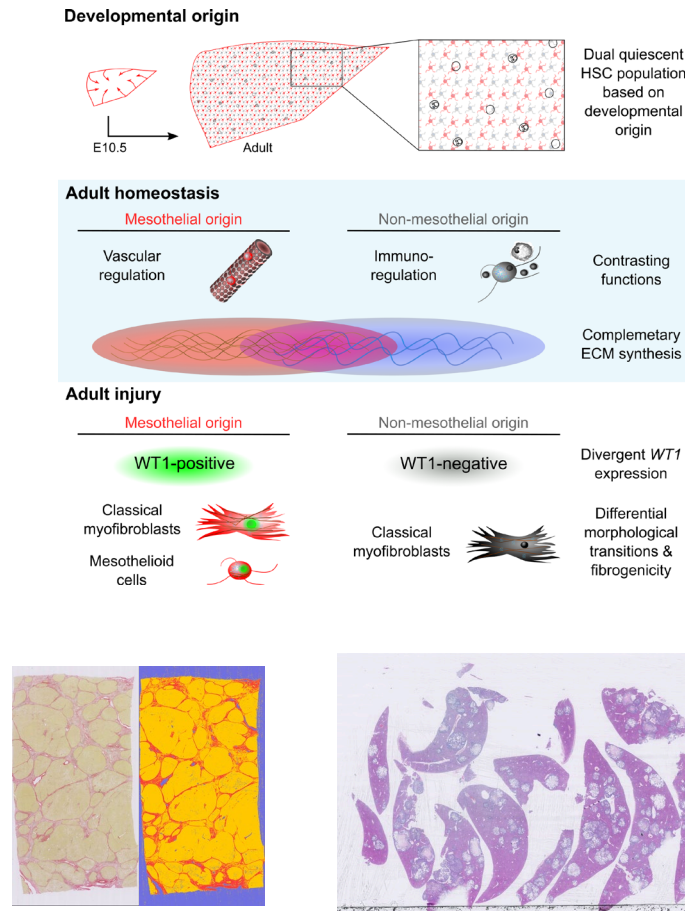 Developmental origin
E10.5
Adult
Dual quiescent
HSC population
based on
developmental
origin
Adult homeostasis
Mesothelial origin
Non-mesothelial origin
Vascular
regulation
Immuno-
regulation
Contrasting
functions
Complemetary
ECM synthesis
Adult injury
Mesothelial origin
Non-mesothelial origin
WT1-positive
WT1-negative
Divergent WT1
expression
Classical
myofibroblasts
Mesothelioid
cells
Classical
myofibroblasts
Differential
morphological
transitions &
fibrogenicity